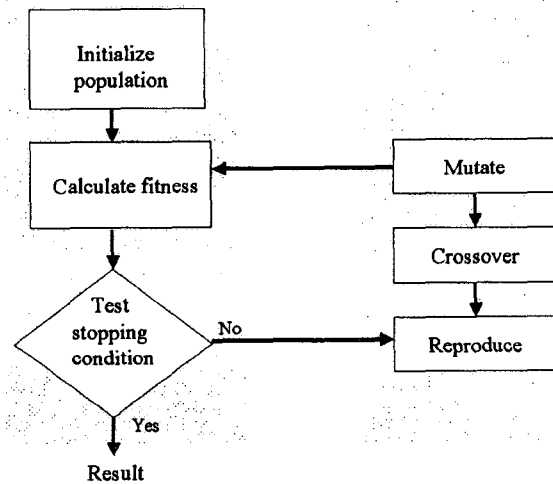 Initialize
population
Calculate fitness
Mutate
Crossover
Test
stopping
condition
No
Reproduce
Yes
Result